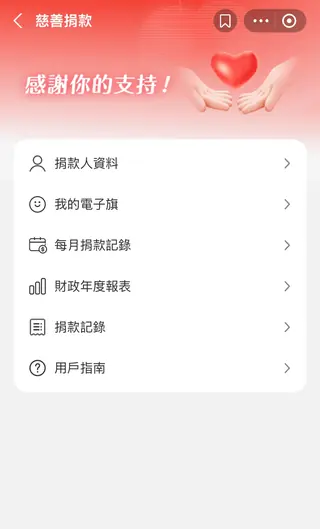 慈善捐款
感謝你的支持！
捐款人資料
我的電子旗
每月捐款記錄
財政年度報表
捐款記錄
用戶指南